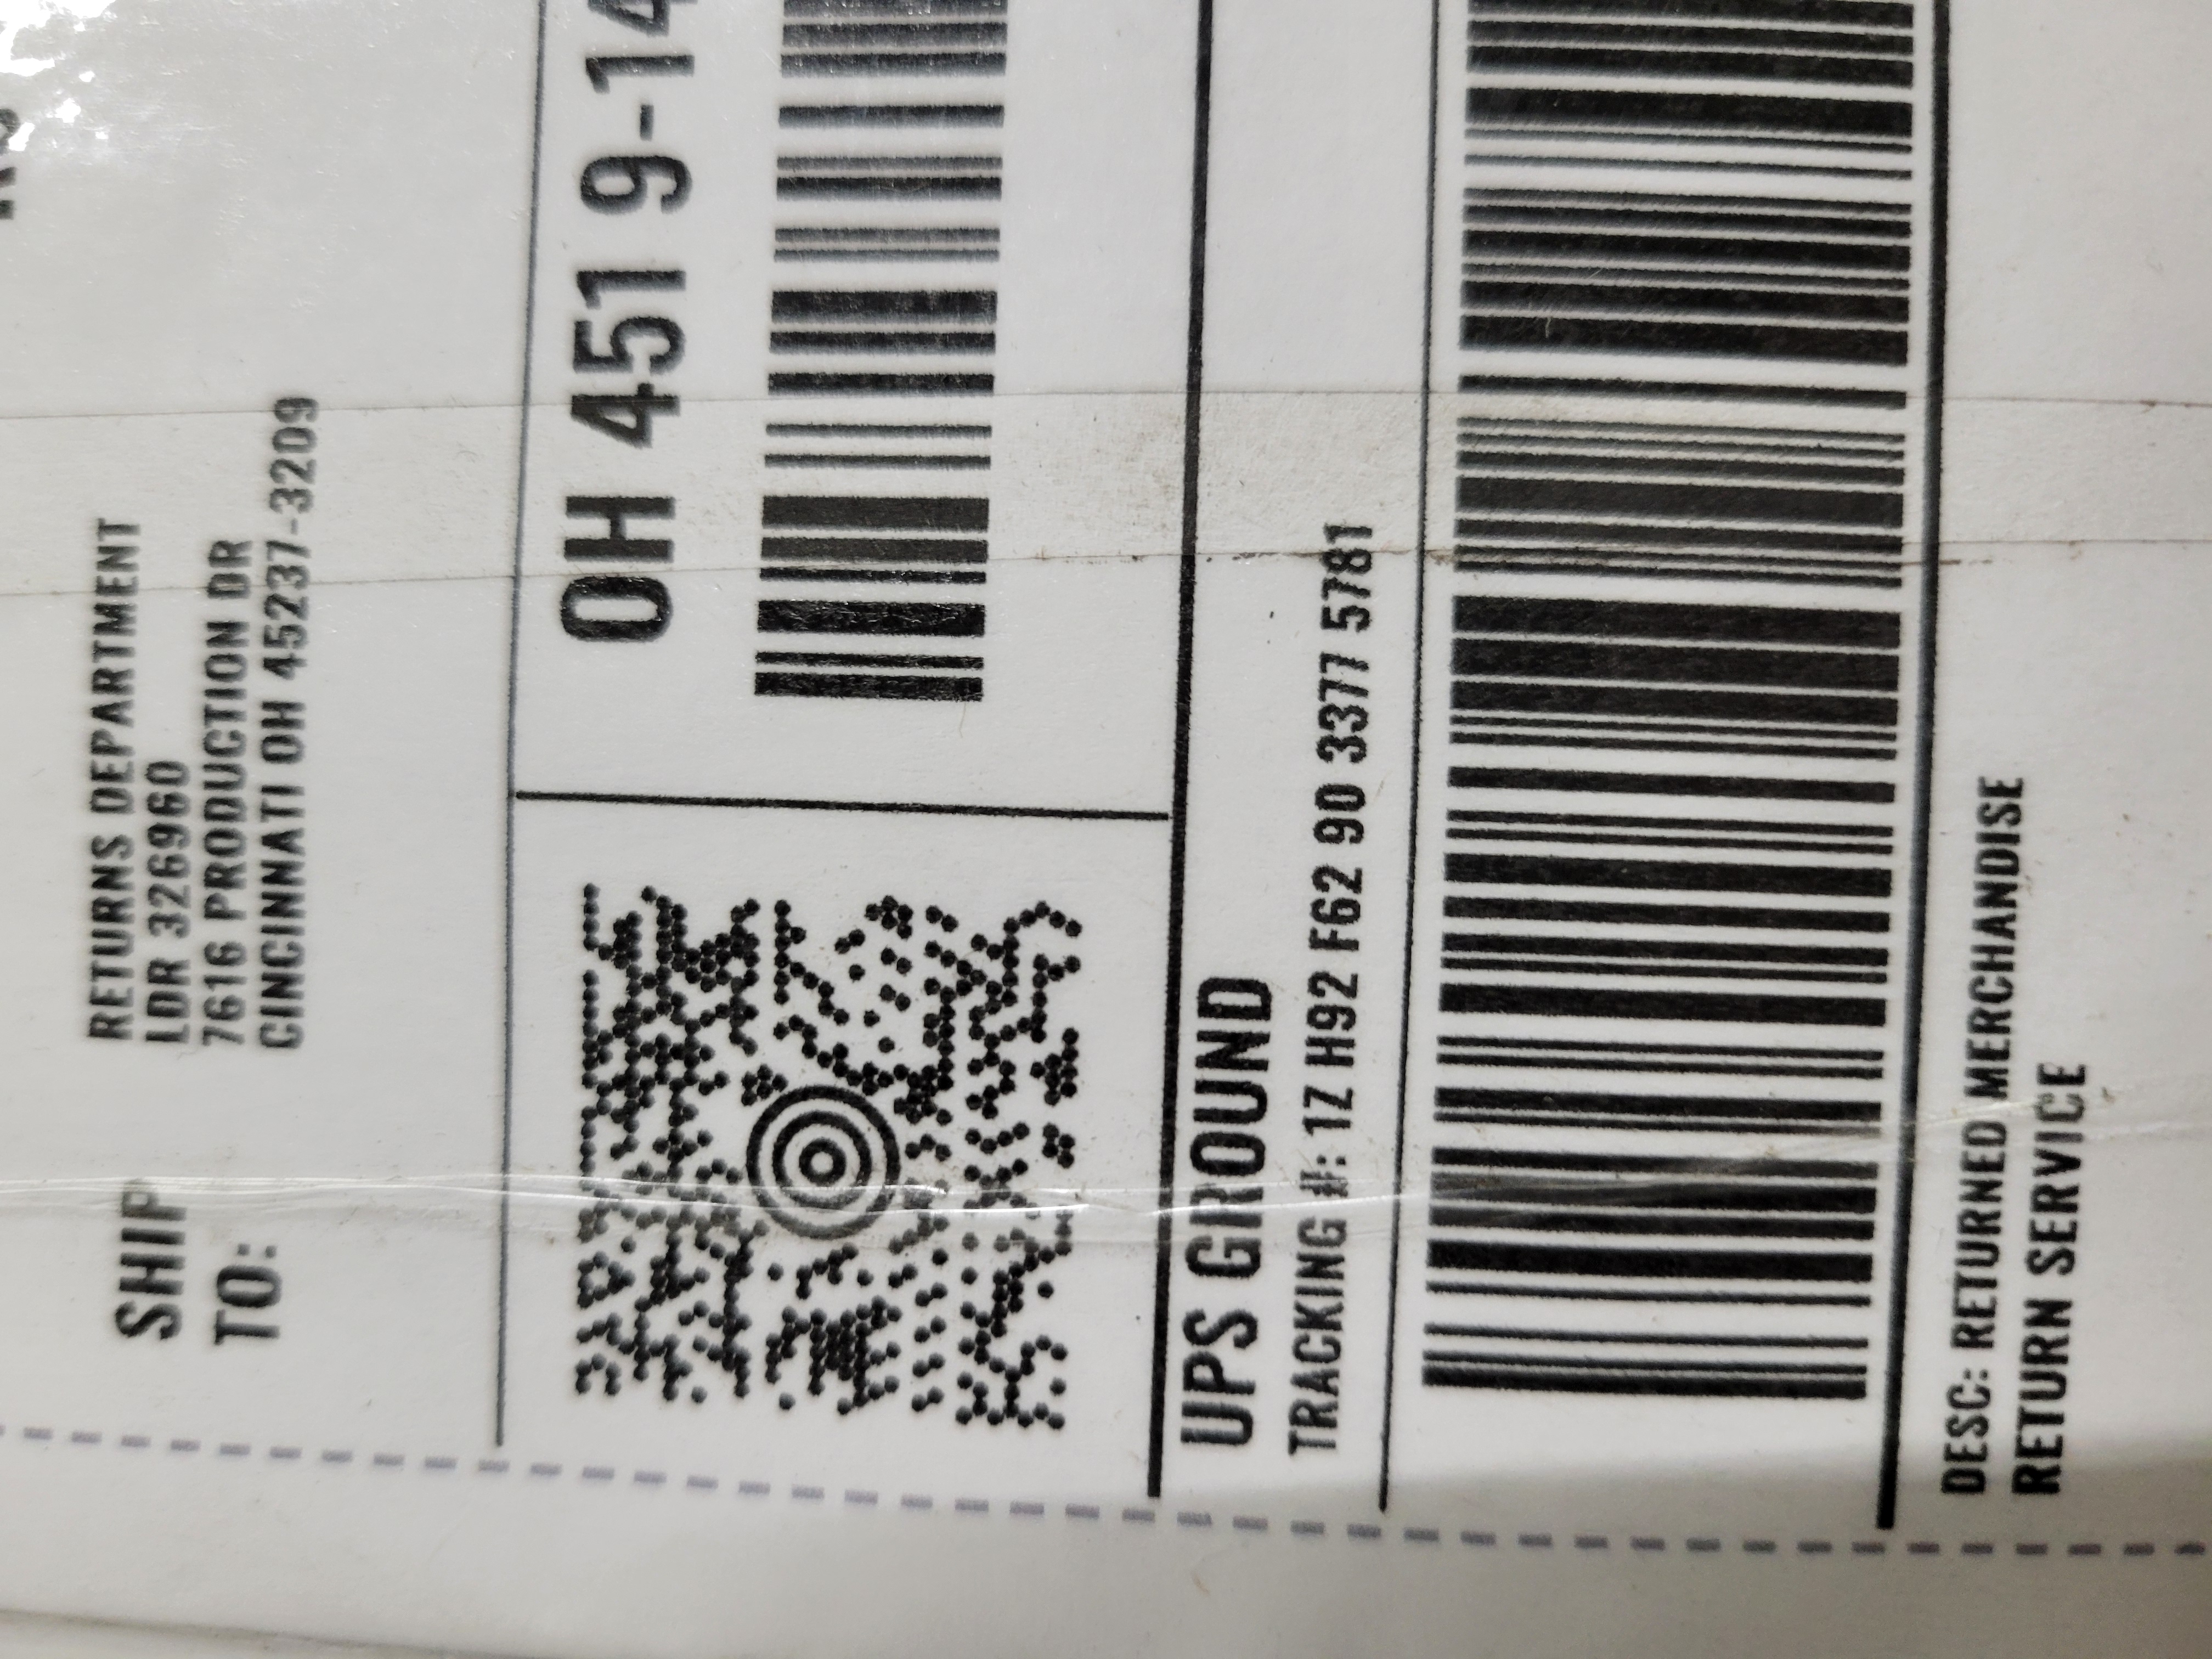 RETURNS DEPARTMENT
LDR 326960
7616 PRODUCTION DR
CINCINNATI OH 45237-3209
SHIP
TO:
OH 451 9-14
UPS GROUND
TRACKING #: 1Z H92 F62 90 3377 5781
DESC: RETURNED MERCHANDISE
RETURN SERVICE